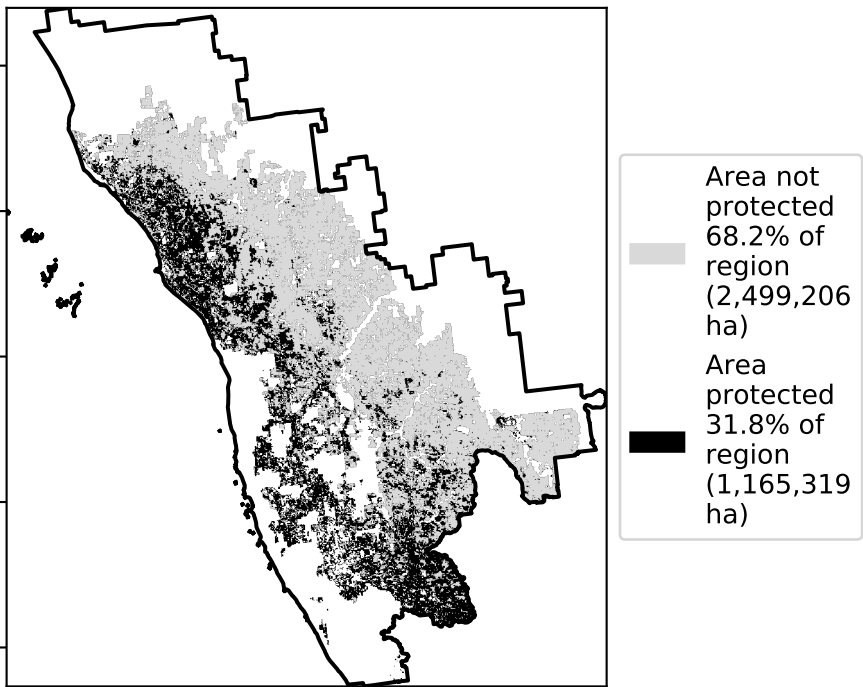 Area not
protected
68.2% of
region
(2,499,206
ha)
Area
protected
31.8% of
region
(1,165,319
ha)